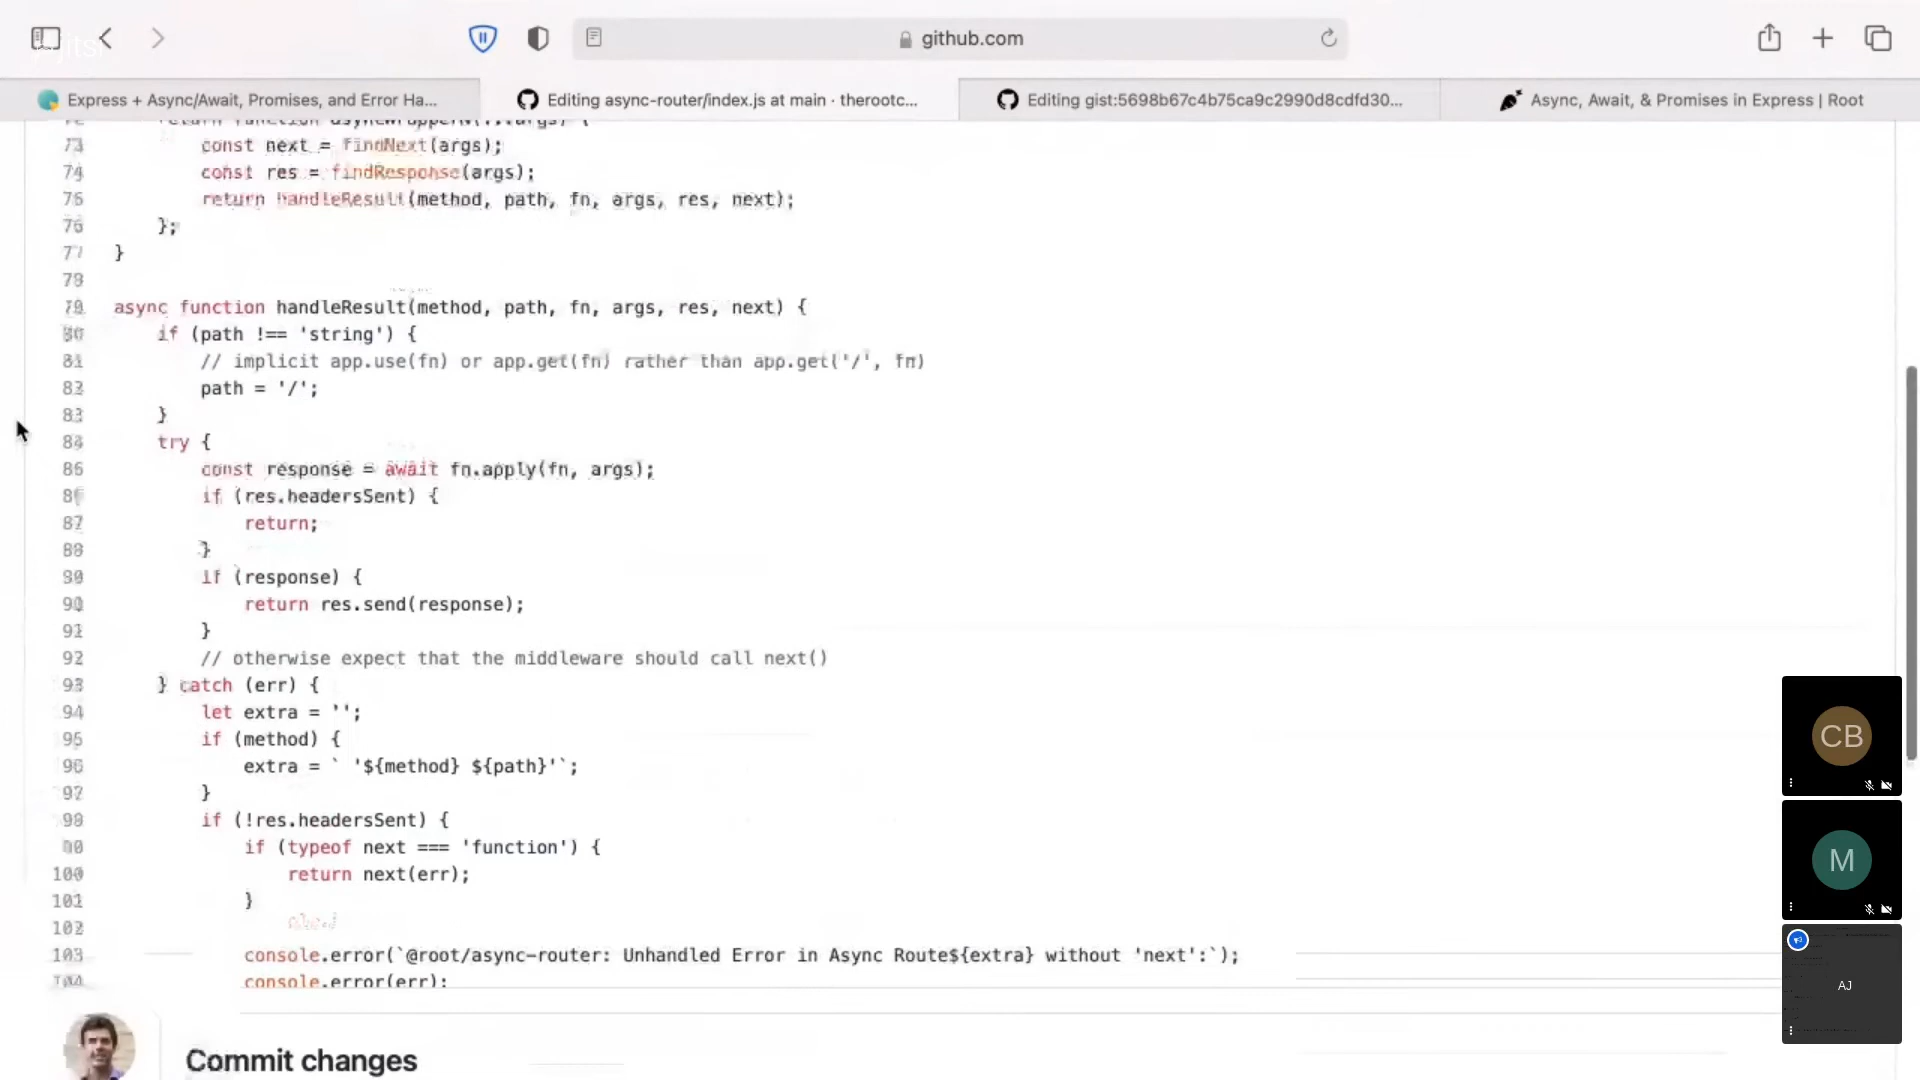 jitsi
github.com
Express + Async/Await, Promises, and Error Ha...
Editing async-router/index.js at main · therootc...
Editing gist:5698b67c4b75ca9c2990d8cdfd30...
Async, Await, & Promises in Express | Root
return function asyncWrapperN(...args) {
73 const next = findNext(args);
74 const res = findResponse(args);
75 return handleResult(method, path, fn, args, res, next);
76 };
77 }
78
79 async function handleResult(method, path, fn, args, res, next) {
80 if (path !== 'string') {
81 // implicit app.use(fn) or app.get(fn) rather than app.get('/', fn)
82 path = '/';
83 }
84 try {
85 const response = await fn.apply(fn, args);
86 if (res.headersSent) {
87 return;
88 }
89 if (response) {
90 return res.send(response);
91 }
92 // otherwise expect that the middleware should call next()
93 } catch (err) {
94 let extra = '';
95 if (method) {
96 extra = ` '${method} ${path}'`;
97 }
98 if (!res.headersSent) {
99 if (typeof next === 'function') {
100 return next(err);
101 }
102
103 console.error(`@root/async-router: Unhandled Error in Async Route${extra} without 'next':`);
104 console.error(err);
Commit changes
CB
M
AJ